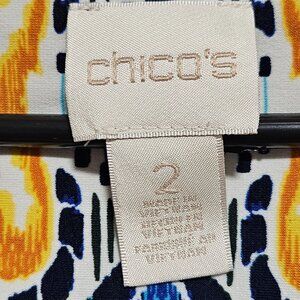 chico's
2
MADE IN
VIETNAM
HECHO EN
VIETNAM
FABRIQUÉ AU
VIETNAM